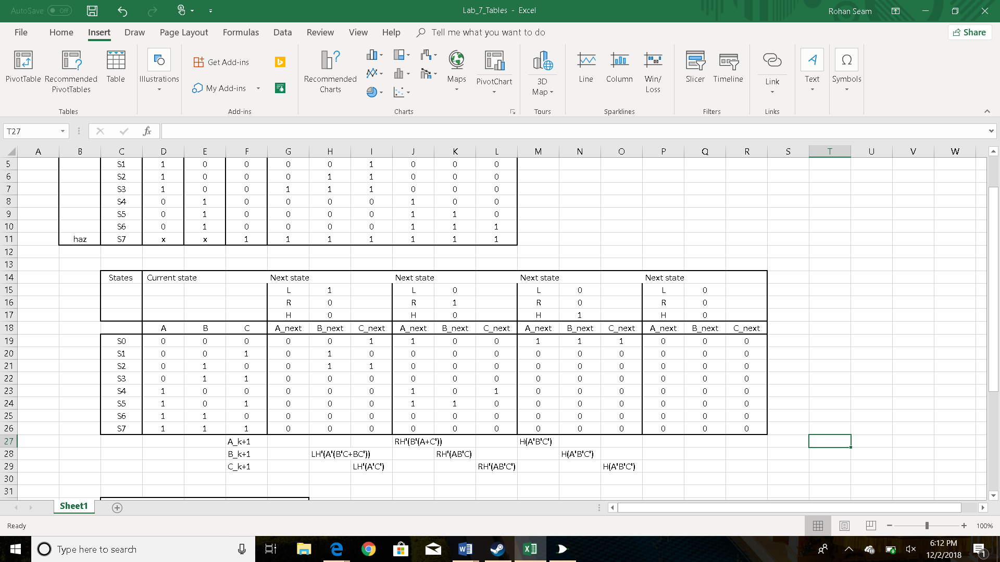 AutoSave Off Lab_7_Tables - Excel Rohan Seam
File Home Insert Draw Page Layout Formulas Data Review View Help Tell me what you want to do Share
PivotTable Recommended PivotTables Table Illustrations Get Add-ins My Add-ins Recommended Charts Maps PivotChart 3D Map Line Column Win/Loss Slicer Timeline Link Text Symbols
Tables Add-ins Charts Tours Sparklines Filters Links
T27 fx
A B C D E F G H I J K L M N O P Q R S T U V W
5 S1 1 0 0 0 0 1 0 0 0
6 S2 1 0 0 0 1 1 0 0 0
7 S3 1 0 0 1 1 1 0 0 0
8 S4 0 1 0 0 0 0 1 0 0
9 S5 0 1 0 0 0 0 1 1 0
10 S6 0 1 0 0 0 0 1 1 1
11 haz S7 x x 1 1 1 1 1 1 1
12
13
14 States Current state Next state Next state Next state Next state
15 L 1 L 0 L 0 L 0
16 R 0 R 1 R 0 R 0
17 H 0 H 0 H 1 H 0
18 A B C A_next B_next C_next A_next B_next C_next A_next B_next C_next A_next B_next C_next
19 S0 0 0 0 0 0 1 1 0 0 1 1 1 0 0 0
20 S1 0 0 1 0 1 0 0 0 0 0 0 0 0 0 0
21 S2 0 1 0 0 1 1 0 0 0 0 0 0 0 0 0
22 S3 0 1 1 0 0 0 0 0 0 0 0 0 0 0 0
23 S4 1 0 0 0 0 0 1 0 1 0 0 0 0 0 0
24 S5 1 0 1 0 0 0 1 1 0 0 0 0 0 0 0
25 S6 1 1 0 0 0 0 0 0 0 0 0 0 0 0 0
26 S7 1 1 1 0 0 0 0 0 0 0 0 0 0 0 0
27 A_k+1 RH'(B'(A+C')) H(A'B'C')
28 B_k+1 LH'(A'(B'C+BC')) RH'(AB'C) H(A'B'C')
29 C_k+1 LH'(A'C') RH'(AB'C') H(A'B'C')
30
31
Sheet1
Ready 100%
Type here to search 6:12 PM
12/2/2018 1